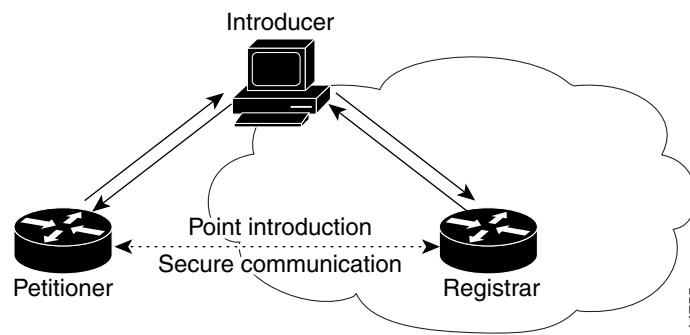 Introducer
Point introduction
Secure communication
Petitioner
Registrar